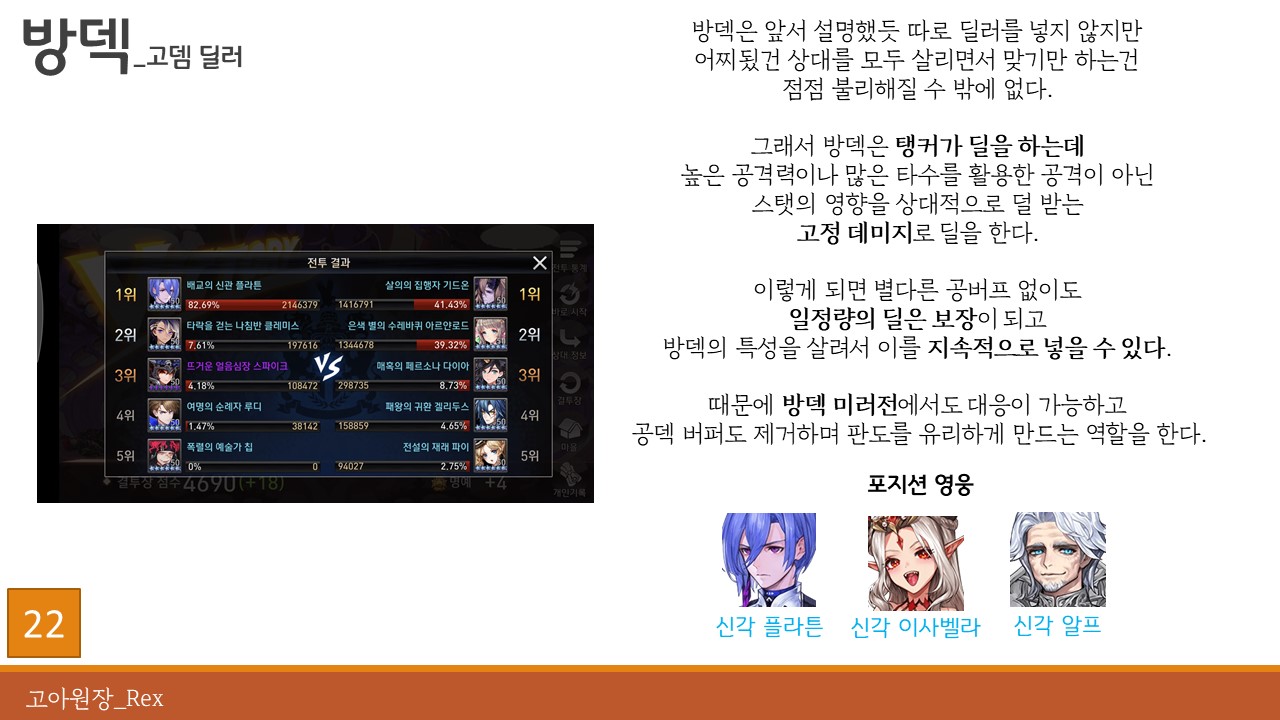 방덱_고뎀 딜러
방덱은 앞서 설명했듯 따로 딜러를 넣지 않지만
어찌됐건 상대를 모두 살리면서 맞기만 하는건
점점 불리해질 수 밖에 없다.
그래서 방덱은 탱커가 딜을 하는데
높은 공격력이나 많은 타수를 활용한 공격이 아닌
스탯의 영향을 상대적으로 덜 받는
고정 데미지로 딜을 한다.
이렇게 되면 별다른 공버프 없이도
일정량의 딜은 보장이 되고
방덱의 특성을 살려서 이를 지속적으로 넣을 수 있다.
때문에 방덱 미러전에서도 대응이 가능하고
공덱 버퍼도 제거하며 판도를 유리하게 만드는 역할을 한다.
포지션 영웅
신각 플라튼 신각 이사벨라 신각 알프
전투 결과
1위 배교의 신관 플라튼 살의의 집행자 기드온 1위
82.69% 2146379 1416791 41.43%
2위 타락을 걷는 나침반 클레미스 은색 별의 수레바퀴 아르얀로드 2위
7.61% 197616 1344678 39.32%
VS
3위 뜨거운 얼음심장 스파이크 매혹의 페르소나 다이아 3위
4.18% 108472 298735 8.73%
4위 여명의 순례자 루디 패왕의 귀환 겔리두스 4위
1.47% 38142 158859 4.65%
5위 폭렬의 예술가 칩 전설의 재래 파이 5위
0% 0 94027 2.75%
결투장 점수 4690(+18) 명예 +4
전투 통계
바로 시작
상대 정보
결투장
마을
개인기록
22
고아원장_Rex